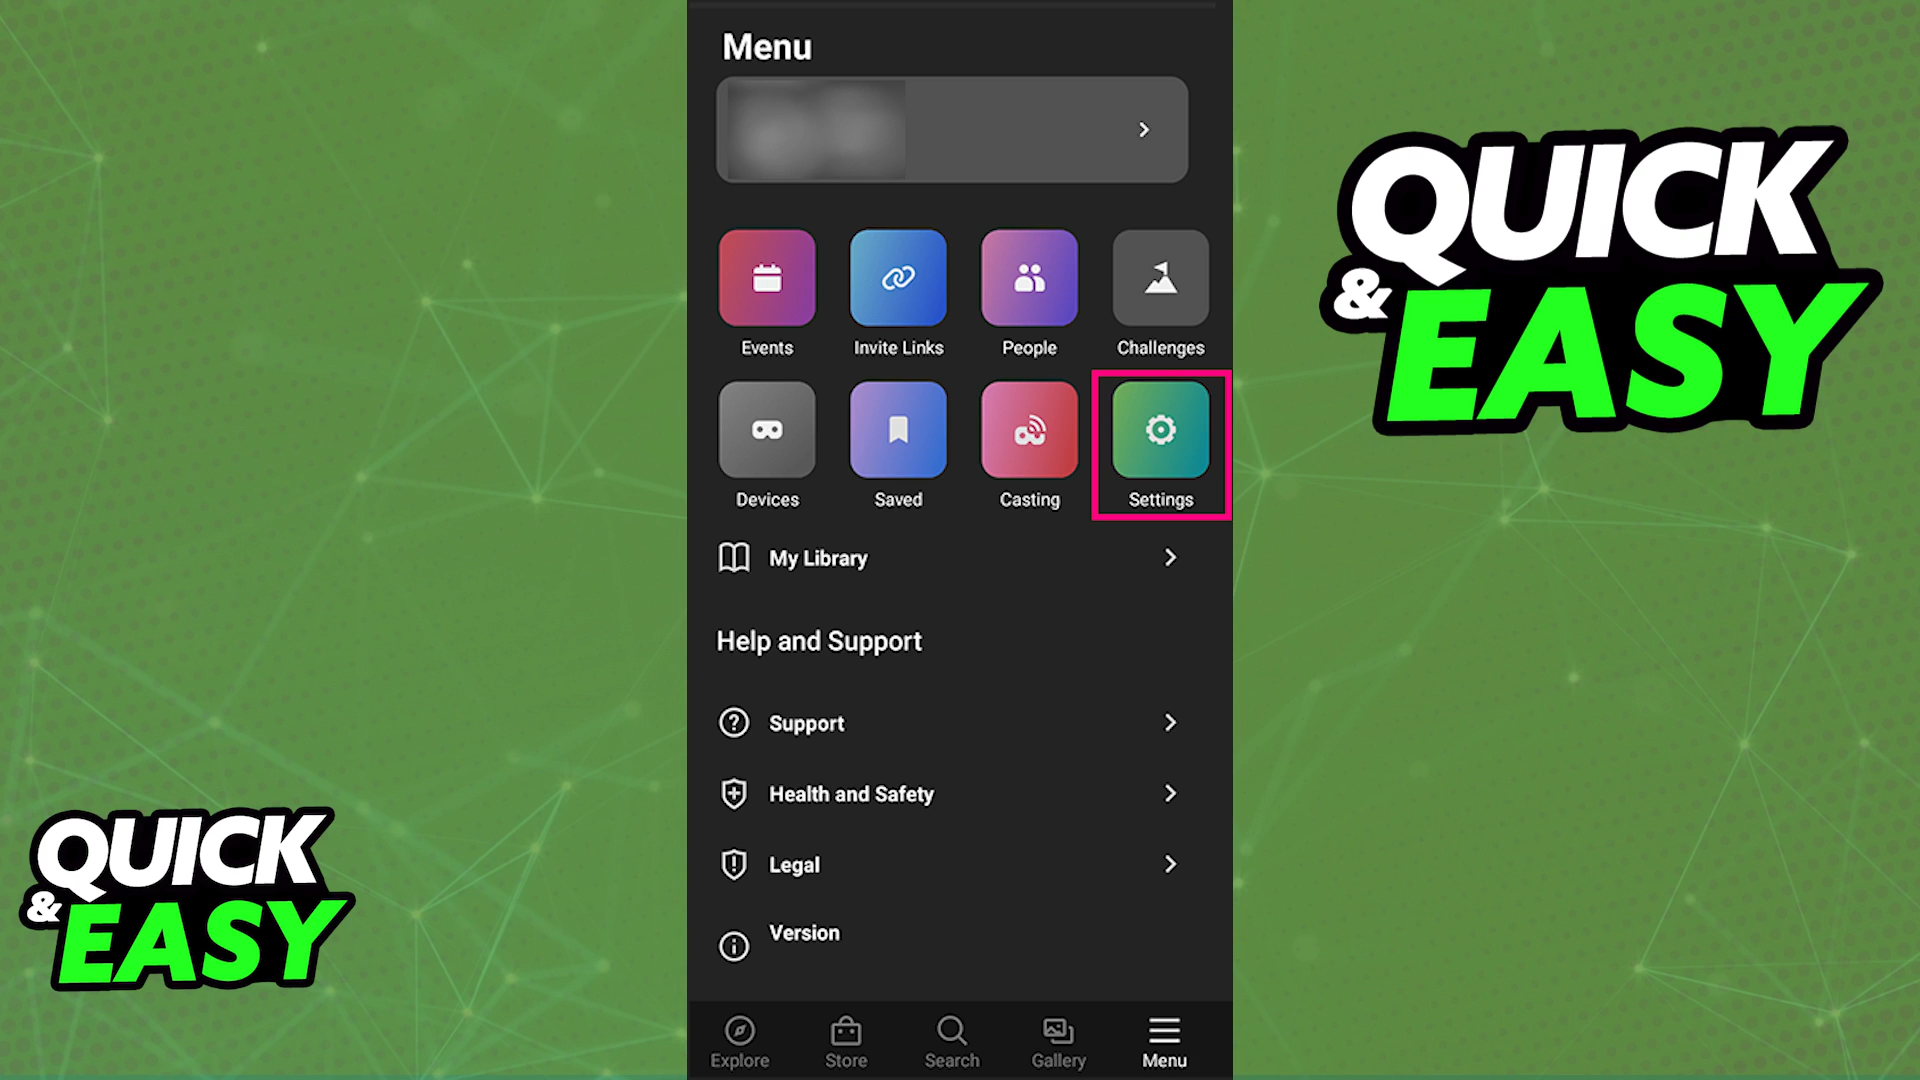 Menu
Events
Invite Links
People
Challenges
Devices
Saved
Casting
Settings
My Library
Help and Support
Support
Health and Safety
Legal
Version
Explore
Store
Search
Gallery
Menu
QUICK
& EASY
QUICK
& EASY